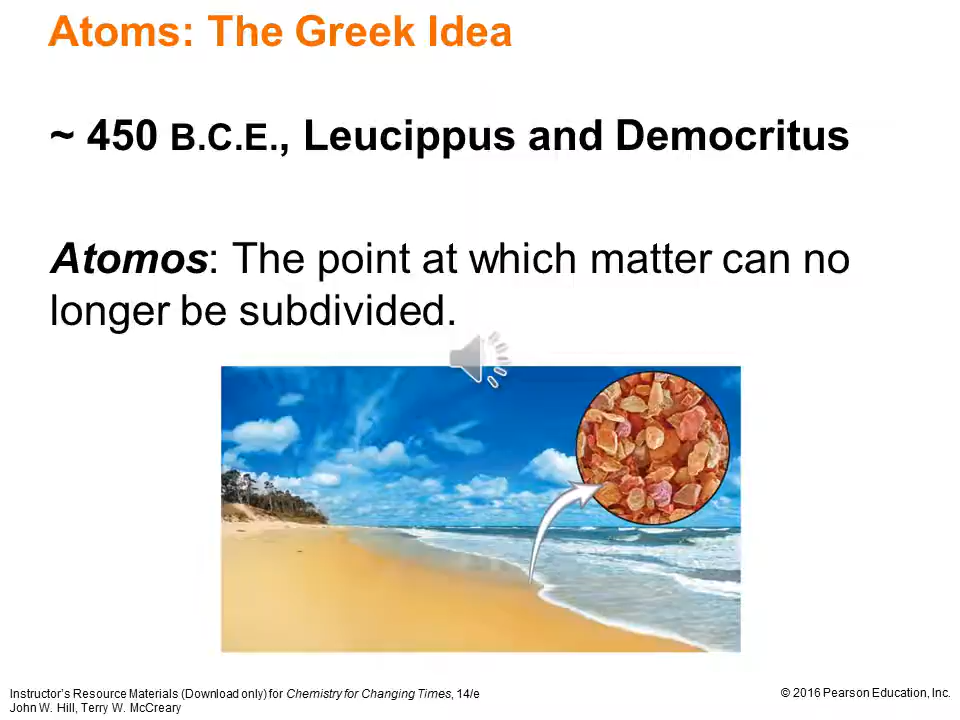 Atoms: The Greek Idea
~ 450 B.C.E., Leucippus and Democritus
Atomos: The point at which matter can no
longer be subdivided.
Instructor's Resource Materials (Download only) for Chemistry for Changing Times, 14/e
John W. Hill, Terry W. McCreary
© 2016 Pearson Education, Inc.